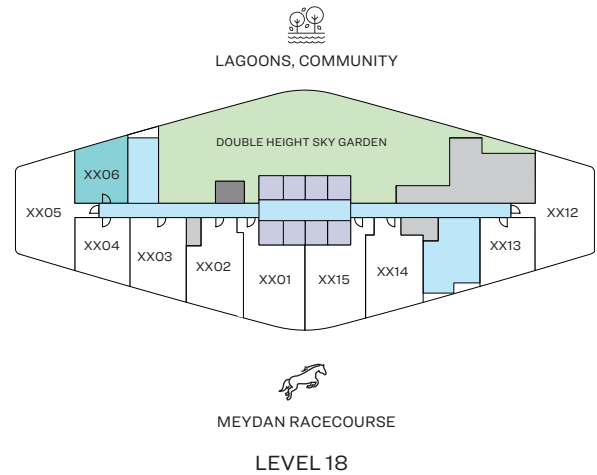 LAGOONS, COMMUNITY
DOUBLE HEIGHT SKY GARDEN
XX06
XX05
XX12
XX04
XX03
XX02
XX01
XX15
XX14
XX13
MEYDAN RACECOURSE
LEVEL 18